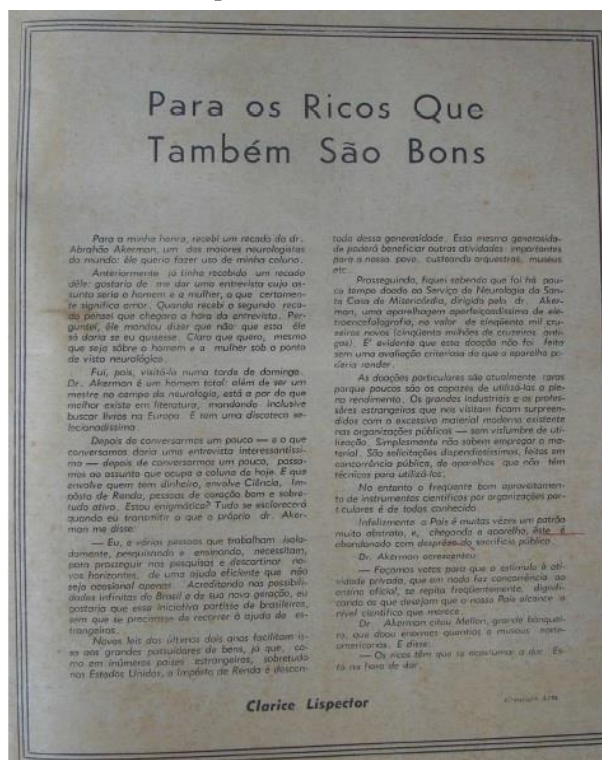 Para os Ricos Que
Também São Bons
Para a minha honra, recebi um recado do dr.
Abrahão Akerman, um dos maiores neurologistas
do mundo: êle queria fazer uso de minha coluna.
Anteriormente já tinha recebido um recado
dêle: gostaria de me dar uma entrevista cujo as-
sunto seria o homem e a mulher, o que certamen-
te significa amor. Quando recebi o segundo reca-
do pensei que chegara a hora da entrevista. Per-
guntei, êle mandou dizer que não: que essa êle
só daria se eu quisesse. Claro que quero, mesmo
que seja sôbre o homem e a mulher sob o ponto
de vista neurológico.
Fui, pois, visitá-lo numa tarde de domingo.
Dr. Akerman é um homem total: além de ser um
mestre no campo da neurologia, está a par do que
melhor existe em literatura, mandando inclusive
buscar livros na Europa. E tem uma discoteca se-
lecionadíssima.
Depois de conversarmos um pouco — e o que
conversamos daria uma entrevista interessantíssi-
ma — depois de conversarmos um pouco, passa-
mos ao assunto que ocupa a coluna de hoje. E que
envolve quem tem dinheiro, envolve Ciência, Im-
pôsto de Renda, pessoas de coração bom e sobre-
tudo ativo. Estou enigmática? Tudo se esclarecerá
quando eu transmitir o que o próprio dr. Aker-
man me disse:
— Eu, e várias pessoas que trabalham isola-
damente, pesquisando e ensinando, necessitam,
para prosseguir nas pesquisas e descortinar no-
vos horizontes, de uma ajuda eficiente que não
seja ocasional apenas. Acreditando nas possibili-
dades infinitas do Brasil e de sua nova geração, eu
gostaria que essa iniciativa partisse de brasileiros,
sem que se precisasse de recorrer à ajuda de es-
trangeiros.
Novas leis dos últimos dois anos facilitam is-
so aos grandes possuidores de bens, já que, co-
mo em inúmeros países estrangeiros, sobretudo
nos Estados Unidos, o Impôsto de Renda é descon-
tado dessa generosidade. Essa mesma generosida-
de poderá beneficiar outras atividades importantes
para o nosso povo, custeando orquestras, museus
etc.
Prosseguindo, fiquei sabendo que foi há pou-
co tempo doado ao Serviço de Neurologia da San-
ta Casa de Misericórdia, dirigido pelo dr. Aker-
man, uma aparelhagem aperfeiçoadíssima de ele-
troencefalografia, no valor de cinqüenta mil cru-
zeiros novos (cinqüenta milhões de cruzeiros anti-
gos). É evidente que essa doação não foi feita
sem uma avaliação criteriosa do que o aparelho po-
deria render.
As doações particulares são atualmente raras
porque poucos são os capazes de utilizá-las a ple-
no rendimento. Os grandes industriais e os profes-
sôres estrangeiros que nos visitam ficam surpreen-
didos com o excessivo material moderno existente
nas organizações públicas — sem vislumbre de uti-
lização. Simplesmente não sabem empregar o ma-
terial. São solicitações dispendiosíssimas, feitas em
concorrência pública, de aparelhos que não têm
técnicos para utilizá-los.
No entanto o freqüente bom aproveitamen-
to de instrumentos científicos por organizações par-
ticulares é de todos conhecido.
Infelizmente o País é muitas vêzes um patrão
muito abstrato, e, chegando o aparelho, êste é
abandonado com desprêzo do sacrifício público.
Dr. Akerman acrescentou:
— Façamos votos para que o estímulo à ati-
vidade privada, que em nada faz concorrência ao
ensino oficial, se repita freqüentemente, dignifi-
cando os que desejam que o nosso País alcance o
nível científico que merece.
Dr. Akerman citou Mellon, grande banquei-
ro, que doou enormes quantias a museus norte-
americanos. E disse:
— Os ricos têm que se acostumar a dar. Es-
tá na hora de dar.
Clarice Lispector